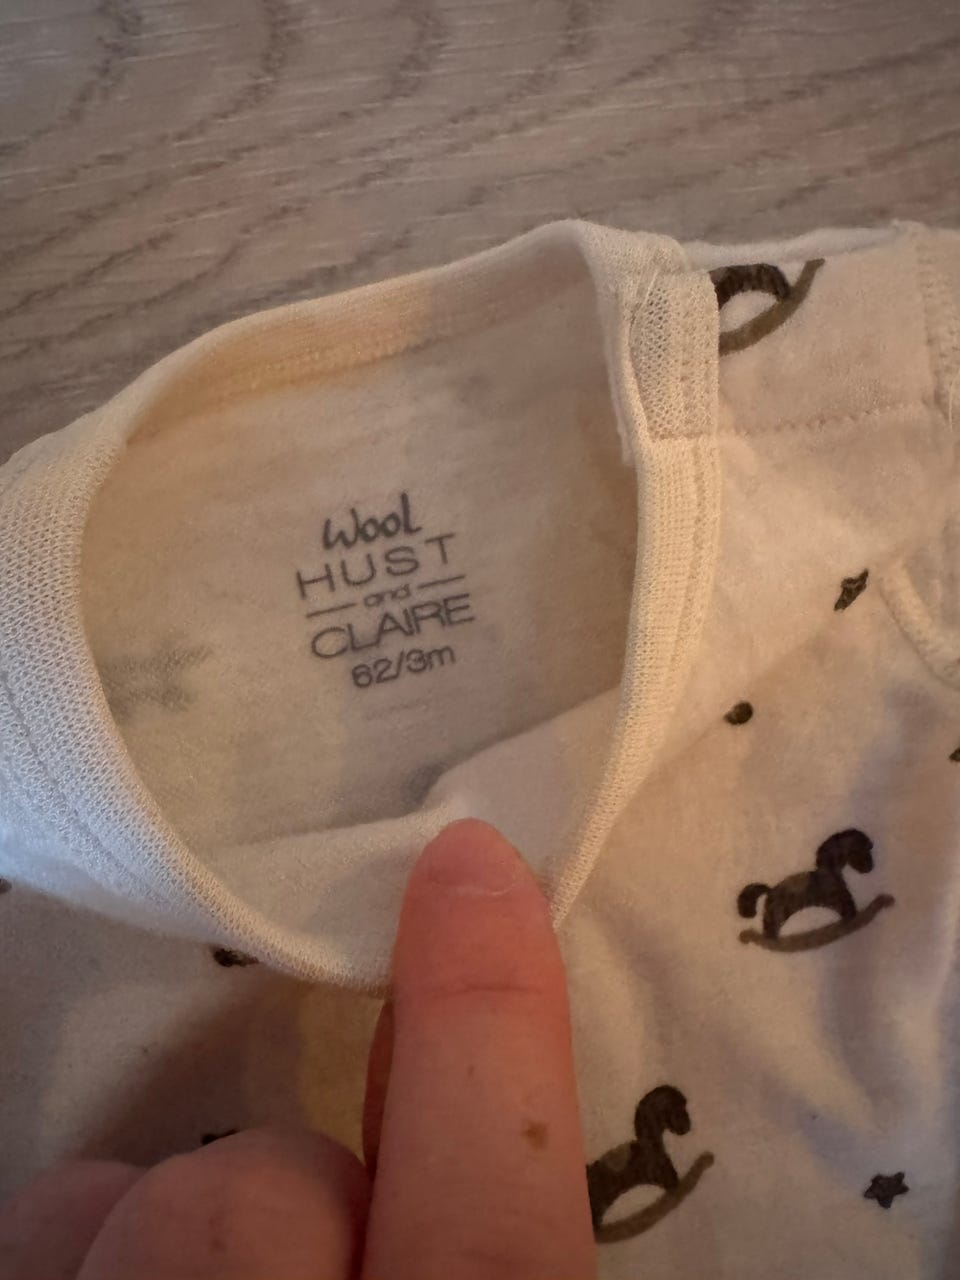 Wool
HUST
and
CLAIRE
62/3m